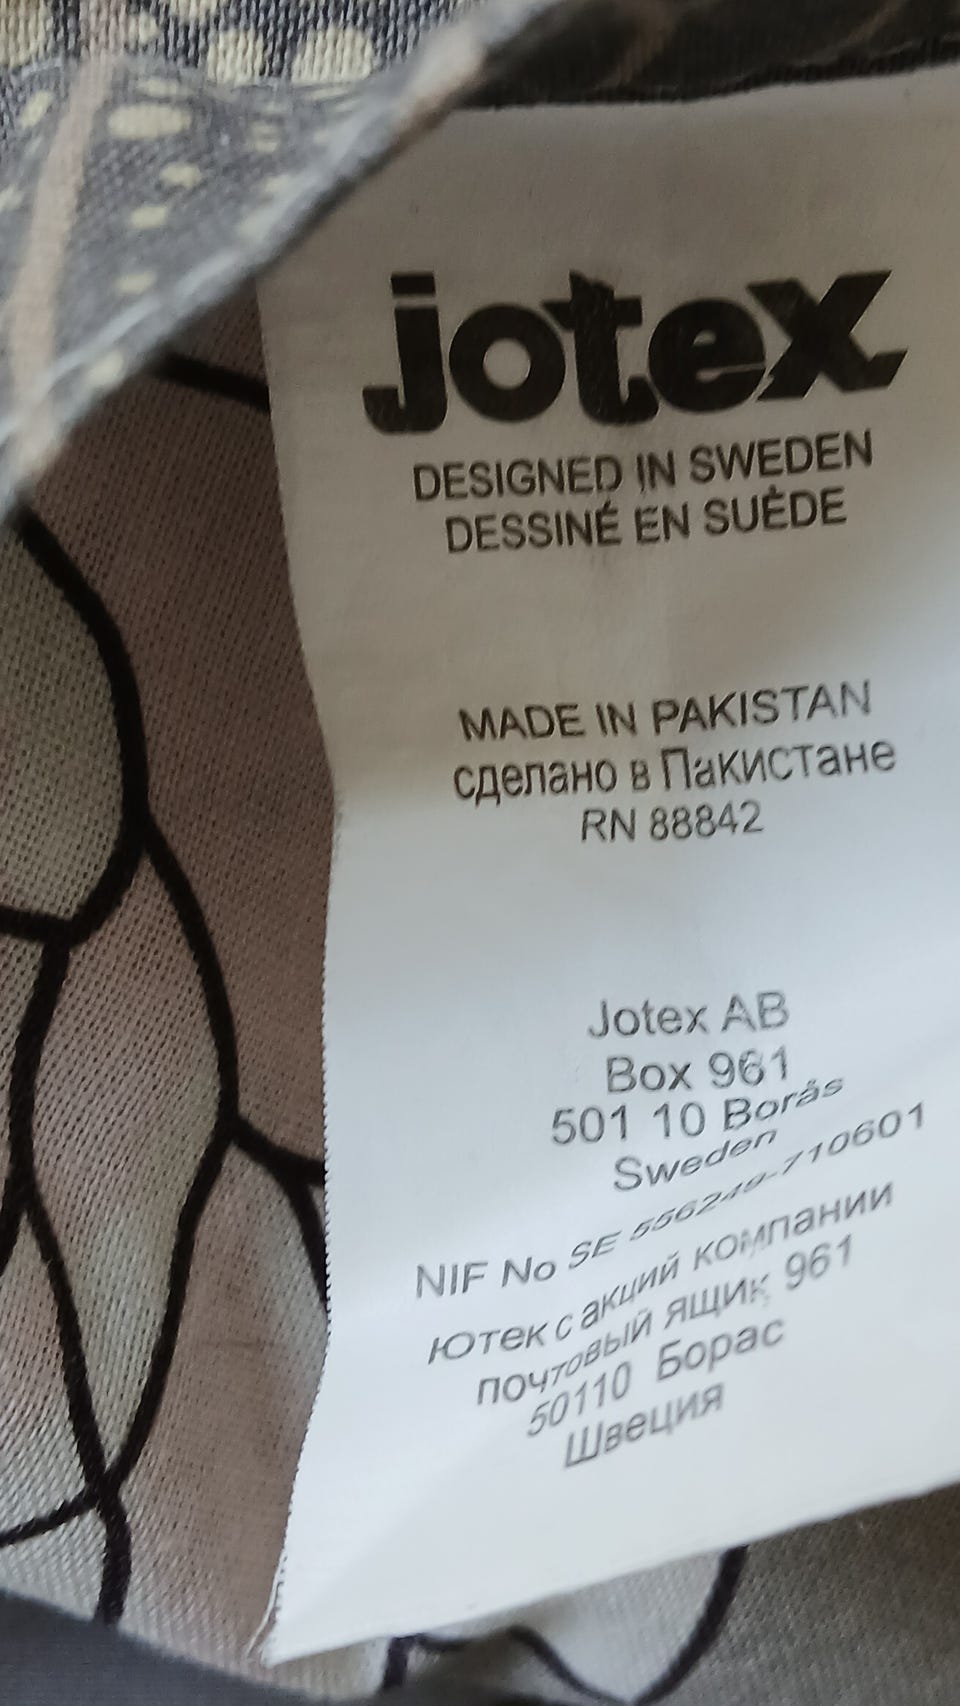 jotex
DESIGNED IN SWEDEN
DESSINÉ EN SUÈDE
MADE IN PAKISTAN
сделано в Пакистане
RN 88842
Jotex AB
Box 961
501 10 Borås
Sweden
NIF No SE 556249-710601
Ютек с акций компании
почтовый ящик 961
50110 Борас
Швеция